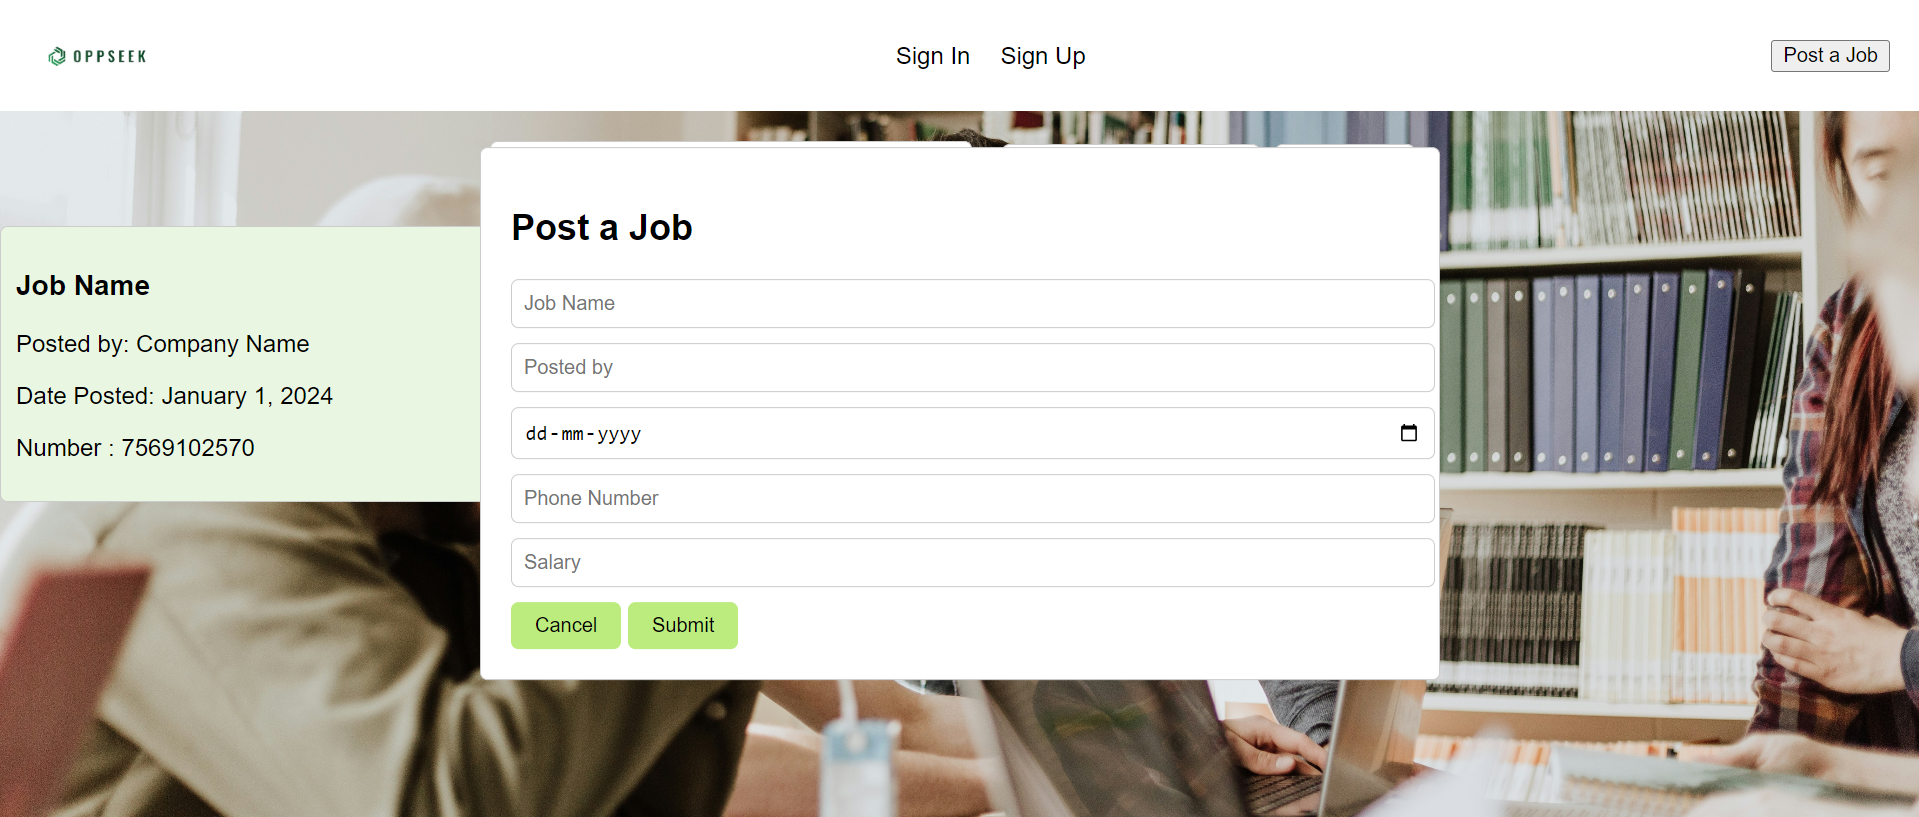 OPPSEEK
Sign In
Sign Up
Post a Job
Job Name
Posted by: Company Name
Date Posted: January 1, 2024
Number : 7569102570
Post a Job
Job Name
Posted by
dd-mm-yyyy
Phone Number
Salary
Cancel
Submit